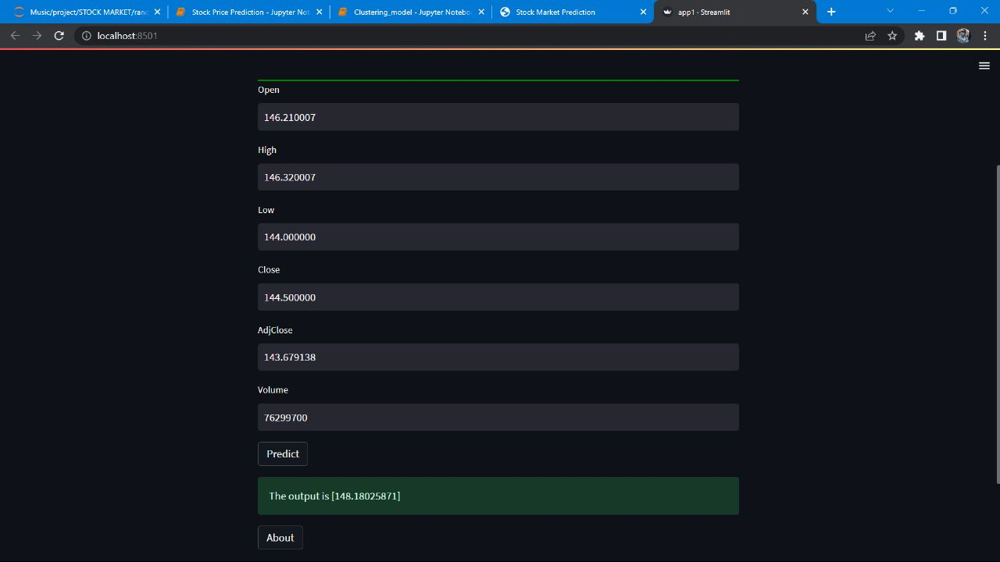 Music/project/STOCK MARKET/ranc
Stock Price Prediction - Jupyter Not
Clustering_model - Jupyter Notebo
Stock Market Prediction
app1 · Streamlit
localhost:8501
Open
146.210007
High
146.320007
Low
144.000000
Close
144.500000
AdjClose
143.679138
Volume
76299700
Predict
The output is [148.18025871]
About